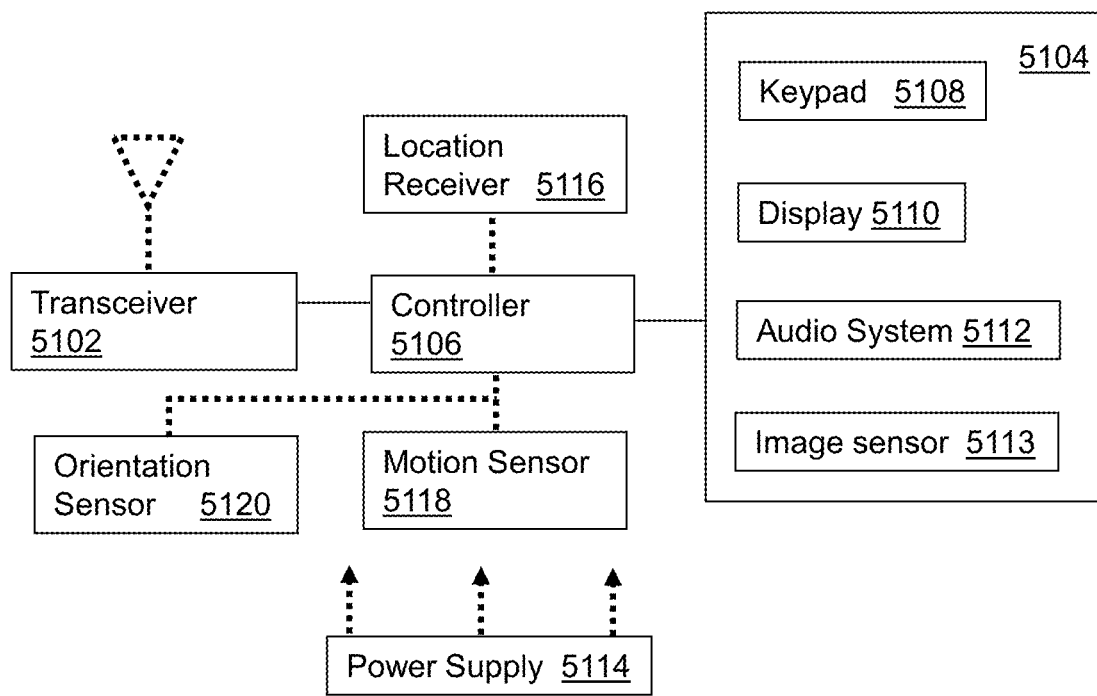 5104
Keypad 5108
Location
Receiver 5116
Display 5110
Transceiver
5102
Controller
5106
Audio System 5112
Image sensor 5113
Orientation
Sensor 5120
Motion Sensor
5118
Power Supply 5114